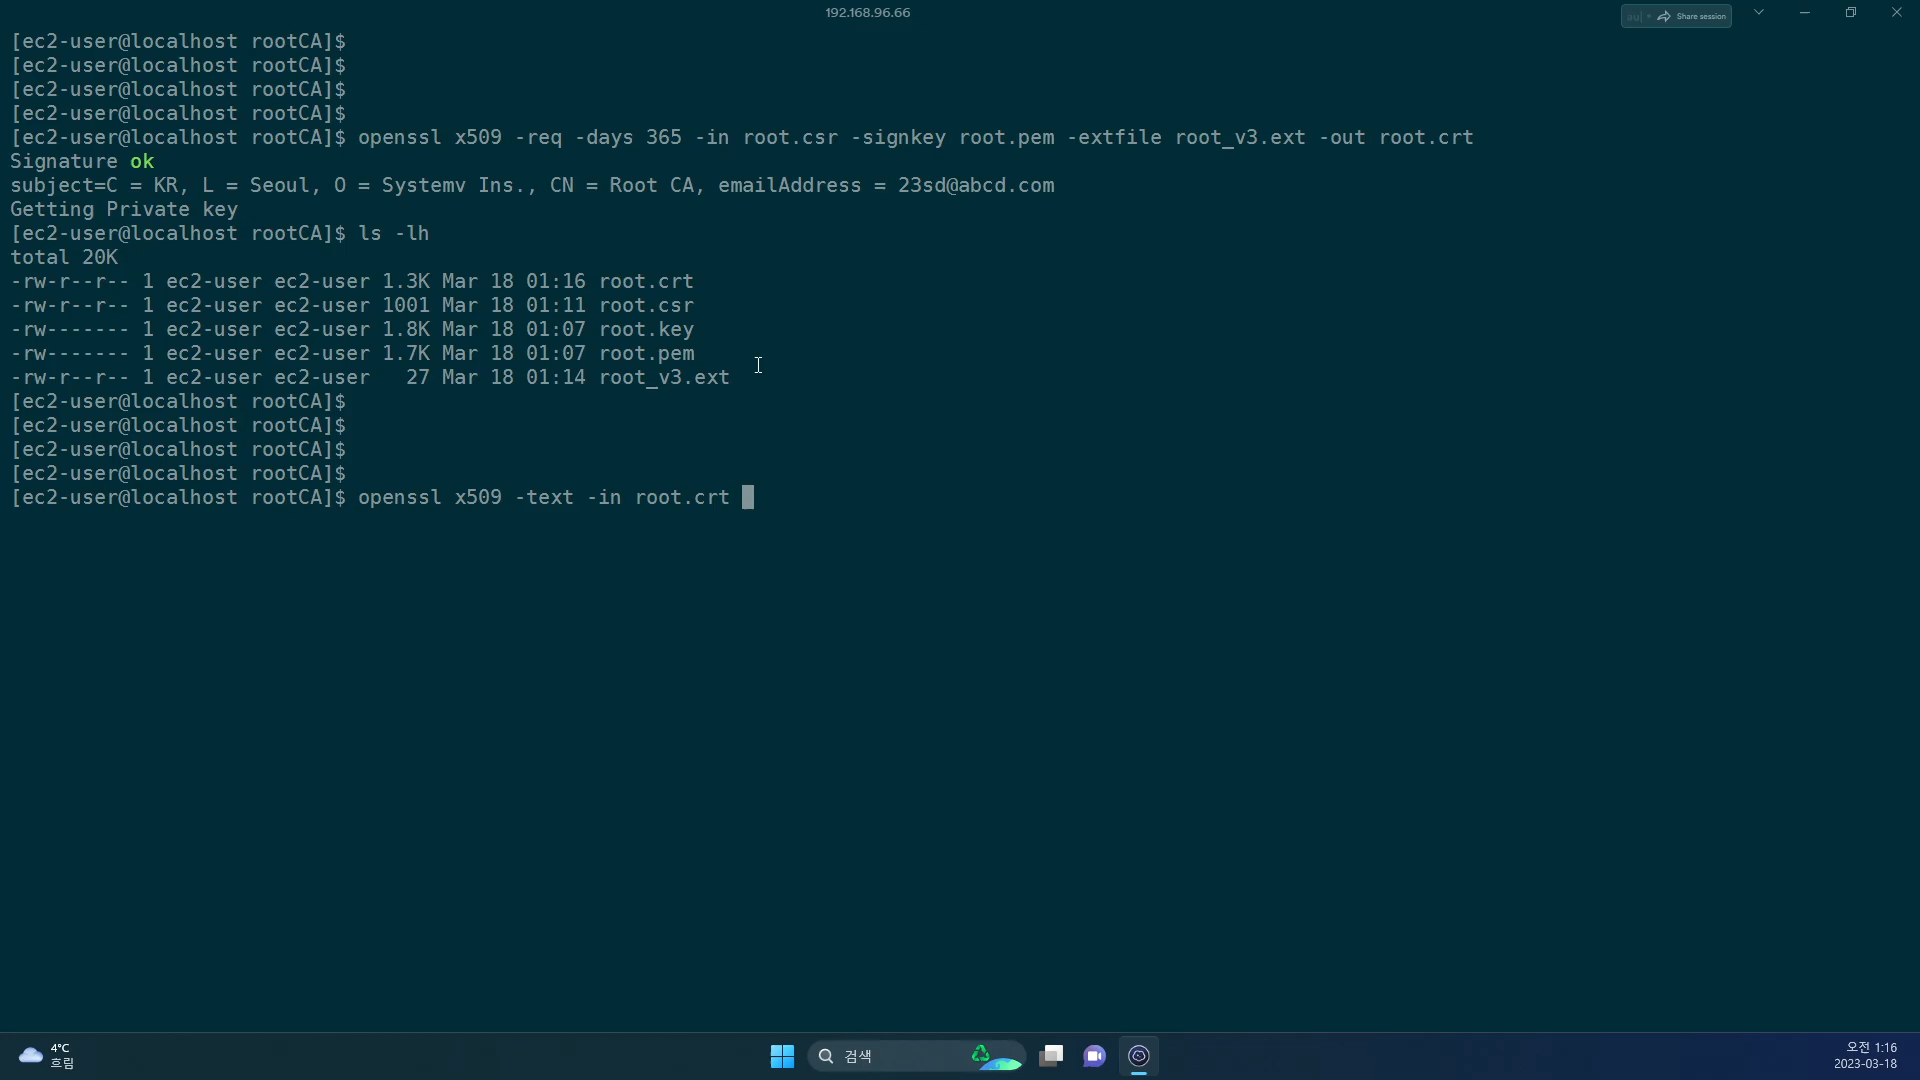 192.168.96.66
Share session
[ec2-user@localhost rootCA]$
[ec2-user@localhost rootCA]$
[ec2-user@localhost rootCA]$
[ec2-user@localhost rootCA]$
[ec2-user@localhost rootCA]$ openssl x509 -req -days 365 -in root.csr -signkey root.pem -extfile root_v3.ext -out root.crt
Signature ok
subject=C = KR, L = Seoul, O = Systemv Ins., CN = Root CA, emailAddress = 23sd@abcd.com
Getting Private key
[ec2-user@localhost rootCA]$ ls -lh
total 20K
-rw-r--r-- 1 ec2-user ec2-user 1.3K Mar 18 01:16 root.crt
-rw-r--r-- 1 ec2-user ec2-user 1001 Mar 18 01:11 root.csr
-rw------- 1 ec2-user ec2-user 1.8K Mar 18 01:07 root.key
-rw------- 1 ec2-user ec2-user 1.7K Mar 18 01:07 root.pem
-rw-r--r-- 1 ec2-user ec2-user   27 Mar 18 01:14 root_v3.ext
[ec2-user@localhost rootCA]$
[ec2-user@localhost rootCA]$
[ec2-user@localhost rootCA]$
[ec2-user@localhost rootCA]$
[ec2-user@localhost rootCA]$ openssl x509 -text -in root.crt
4°C
흐림
검색
오전 1:16
2023-03-18